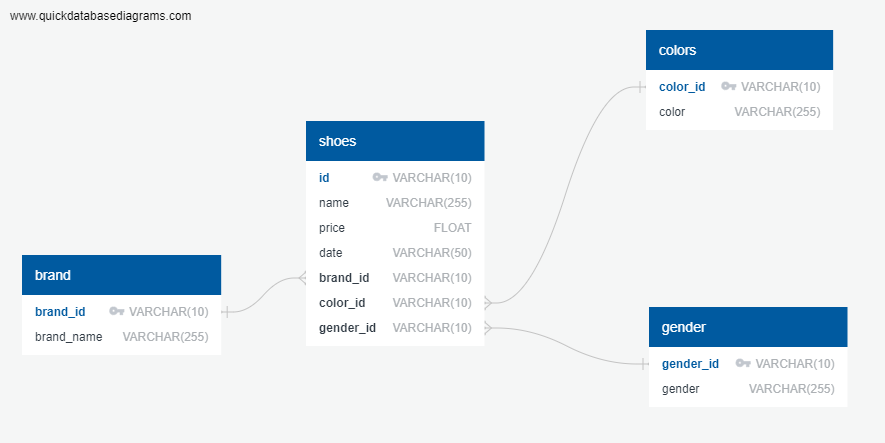 www.quickdatabasediagrams.com
colors
color_id VARCHAR(10)
color VARCHAR(255)
shoes
id VARCHAR(10)
name VARCHAR(255)
price FLOAT
date VARCHAR(50)
brand_id VARCHAR(10)
color_id VARCHAR(10)
gender_id VARCHAR(10)
brand
brand_id VARCHAR(10)
brand_name VARCHAR(255)
gender
gender_id VARCHAR(10)
gender VARCHAR(255)